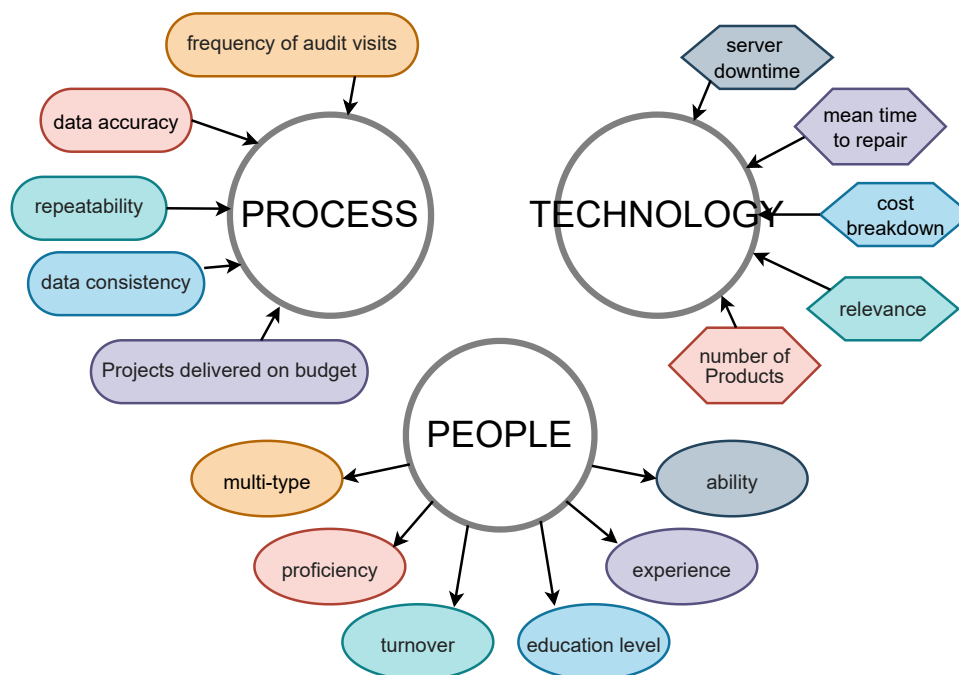 frequency of audit visits
data accuracy
repeatability
data consistency
Projects delivered on budget
PROCESS
server
downtime
mean time
to repair
cost
breakdown
relevance
number of
Products
TECHNOLOGY
PEOPLE
multi-type
proficiency
turnover
education level
experience
ability